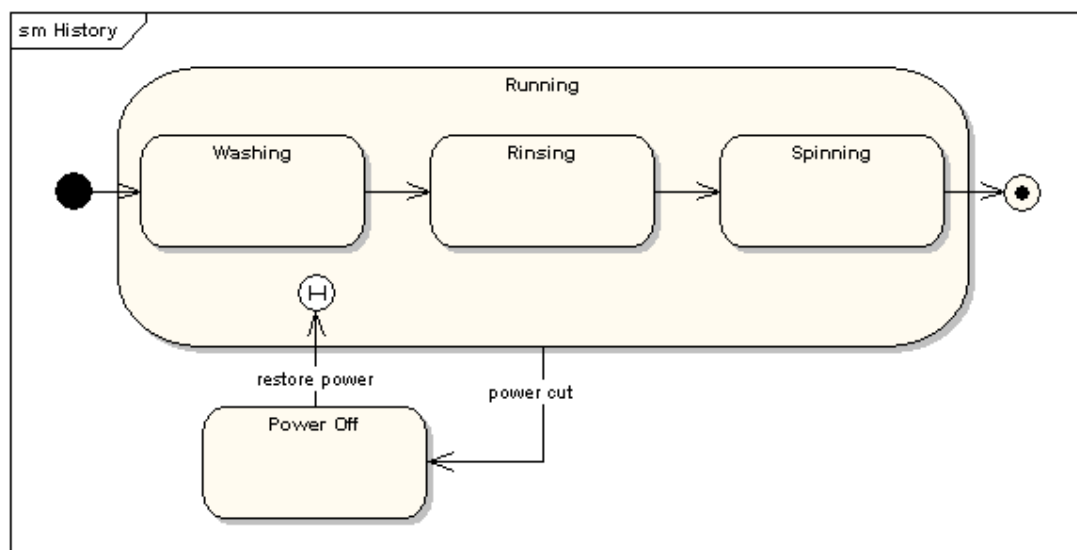 sm History
Running
Washing
Rinsing
Spinning
H
restore power
power cut
Power Off